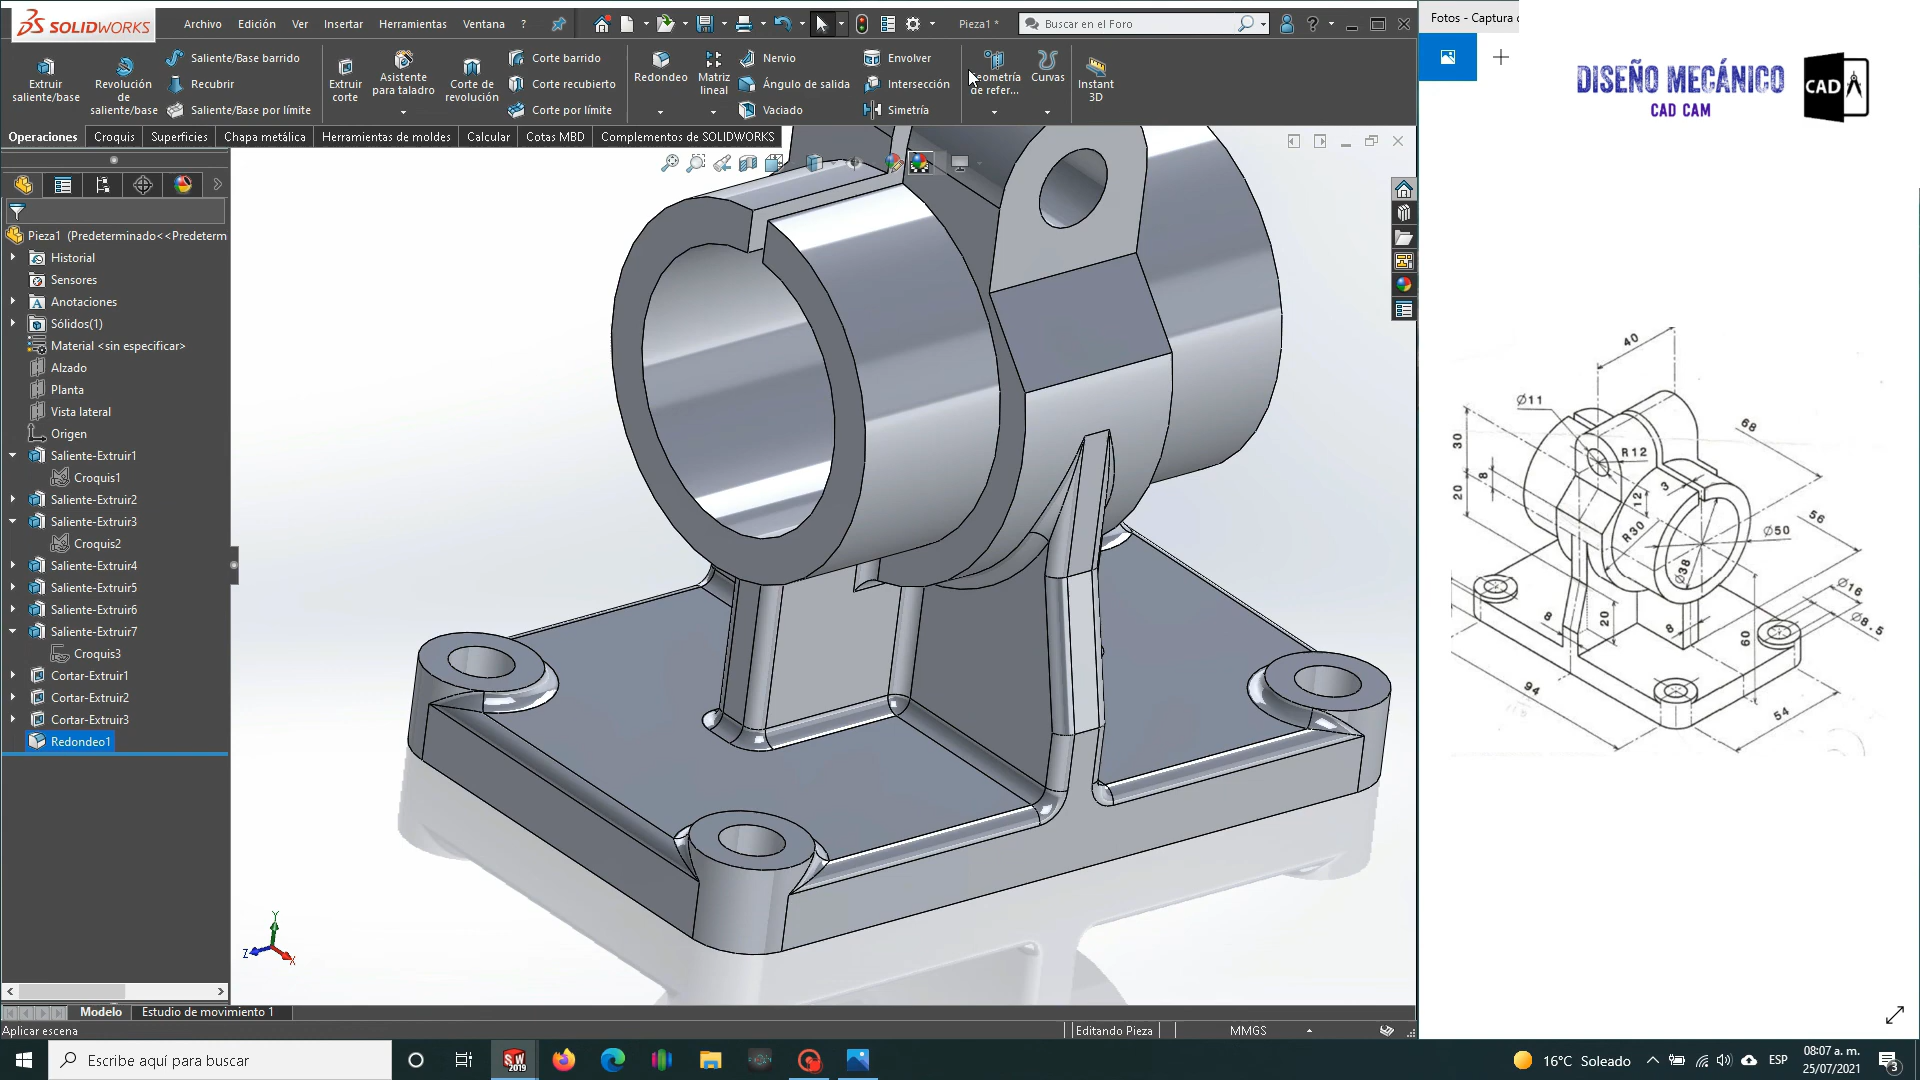 SOLIDWORKS
Archivo Edición Ver Insertar Herramientas Ventana ?
Pieza1 *
Buscar en el Foro
?
Fotos - Captura
Extruir saliente/base
Revolución de saliente/base
Saliente/Base barrido
Recubrir
Saliente/Base por límite
Extruir corte
Asistente para taladro
Corte de revolución
Corte barrido
Corte recubierto
Corte por límite
Redondeo
Matriz lineal
Nervio
Ángulo de salida
Vaciado
Envolver
Intersección
Simetría
Geometría de refer...
Curvas
Instant 3D
Operaciones Croquis Superficies Chapa metálica Herramientas de moldes Calcular Cotas MBD Complementos de SOLIDWORKS
DISEÑO MECÁNICO
CAD CAM
CAD
Pieza1 (Predeterminado<<Predeterm
Historial
Sensores
Anotaciones
Sólidos(1)
Material <sin especificar>
Alzado
Planta
Vista lateral
Origen
Saliente-Extruir1
Croquis1
Saliente-Extruir2
Saliente-Extruir3
Croquis2
Saliente-Extruir4
Saliente-Extruir5
Saliente-Extruir6
Saliente-Extruir7
Croquis3
Cortar-Extruir1
Cortar-Extruir2
Cortar-Extruir3
Redondeo1
Y
Z
X
40
Ø11
30
R12
68
8
3
20
12
56
R30
Ø50
Ø38
Ø16
8
20
8
60
Ø8.5
94
54
Modelo Estudio de movimiento 1
Aplicar escena
Editando Pieza
MMGS
Escribe aquí para buscar
SW 2019
16°C Soleado
ESP
08:07 a. m.
25/07/2021
3